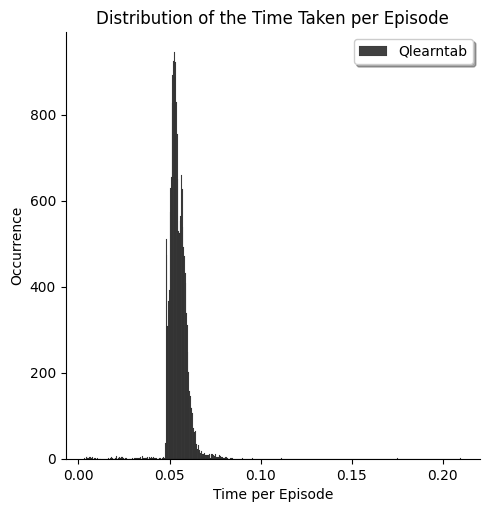 Distribution of the Time Taken per Episode
Qlearntab
Occurrence
800
600
400
200
0
0.00 0.05 0.10 0.15 0.20
Time per Episode